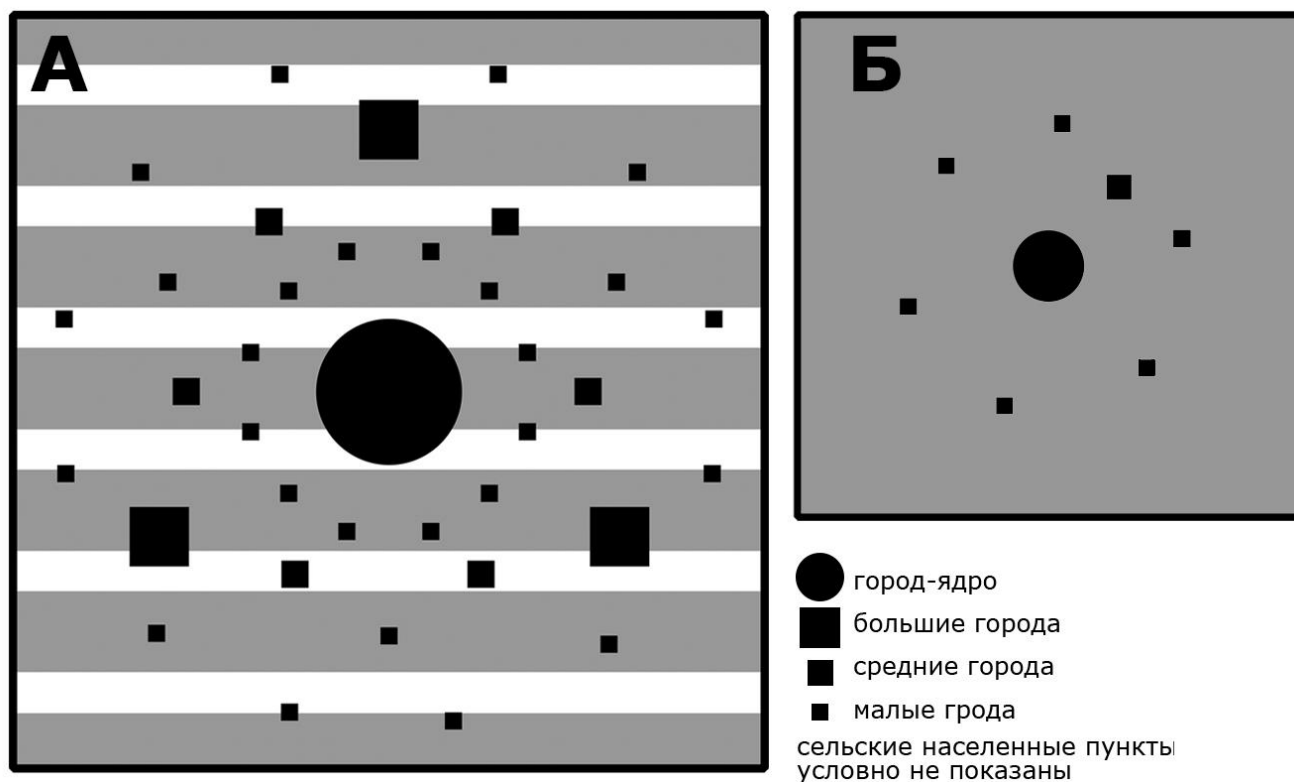 А
Б
город-ядро
большие города
средние города
малые грода
сельские населенные пункты
условно не показаны